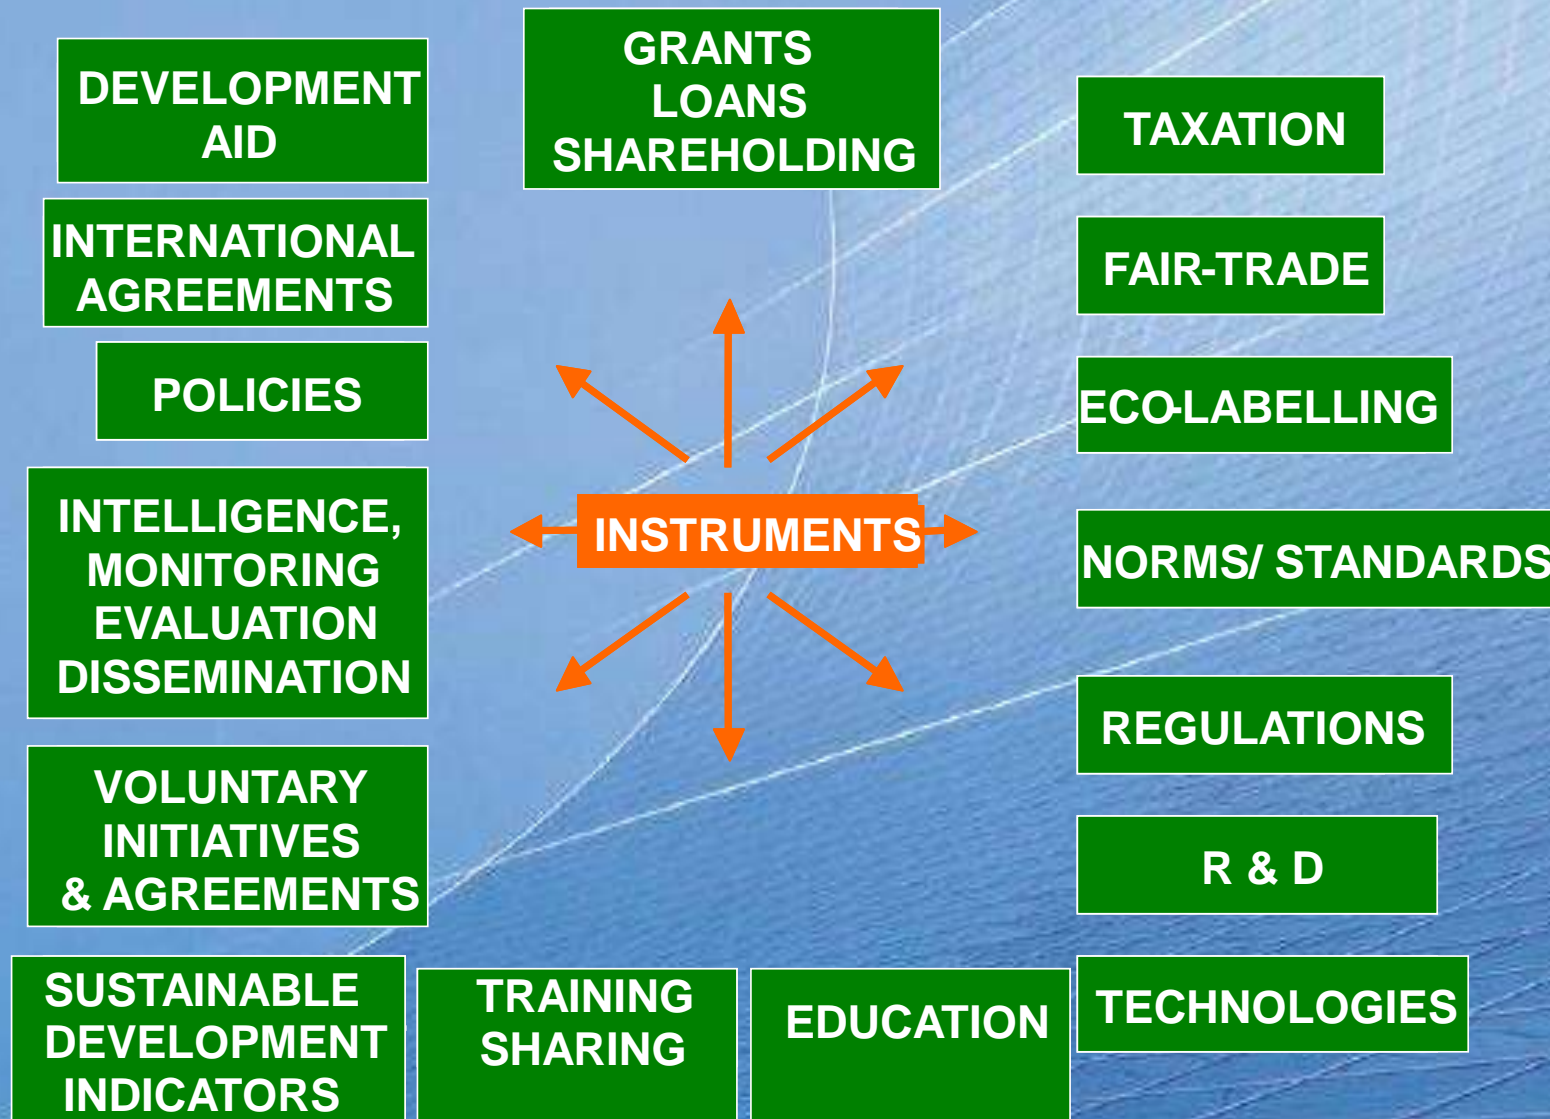 DEVELOPMENT
AID
GRANTS
LOANS
SHAREHOLDING
TAXATION
INTERNATIONAL
AGREEMENTS
FAIR-TRADE
POLICIES
ECO-LABELLING
INTELLIGENCE,
MONITORING
EVALUATION
DISSEMINATION
INSTRUMENTS
NORMS/ STANDARDS
REGULATIONS
VOLUNTARY
INITIATIVES
& AGREEMENTS
R & D
SUSTAINABLE
DEVELOPMENT
INDICATORS
TRAINING
SHARING
EDUCATION
TECHNOLOGIES